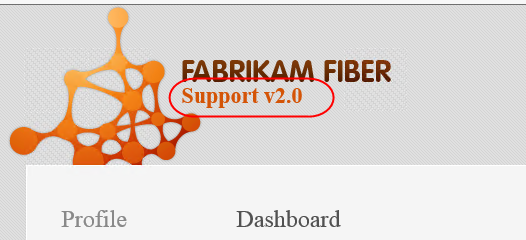 FABRIKAM FIBER
Support v2.0
Profile Dashboard